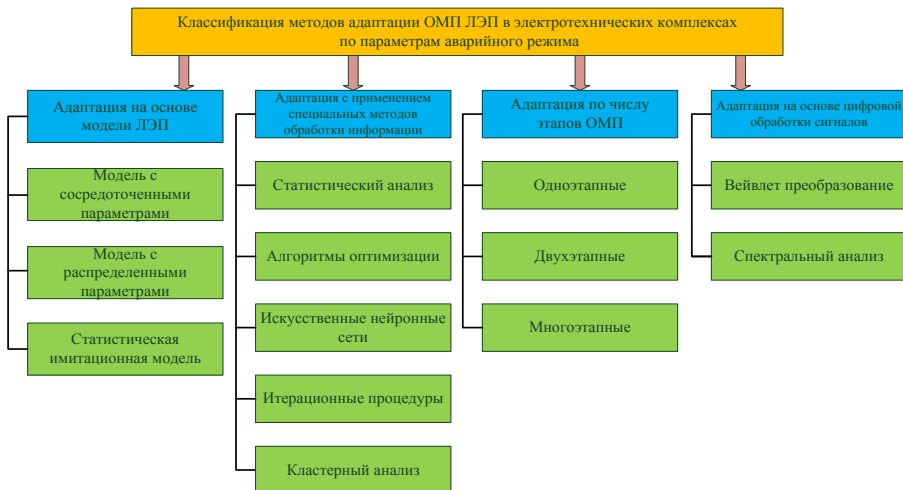 Классификация методов адаптации ОМП ЛЭП в электротехнических комплексах
по параметрам аварийного режима
Адаптация на основе
модели ЛЭП
Модель с
сосредоточенными
параметрами
Модель с
распределенными
параметрами
Статистическая
имитационная модель
Адаптация с применением
специальных методов
обработки информации
Статистический анализ
Алгоритмы оптимизации
Искусственные нейронные
сети
Итерационные процедуры
Кластерный анализ
Адаптация по числу
этапов ОМП
Одноэтапные
Двухэтапные
Многоэтапные
Адаптация на основе цифровой
обработки сигналов
Вейвлет преобразование
Спектральный анализ